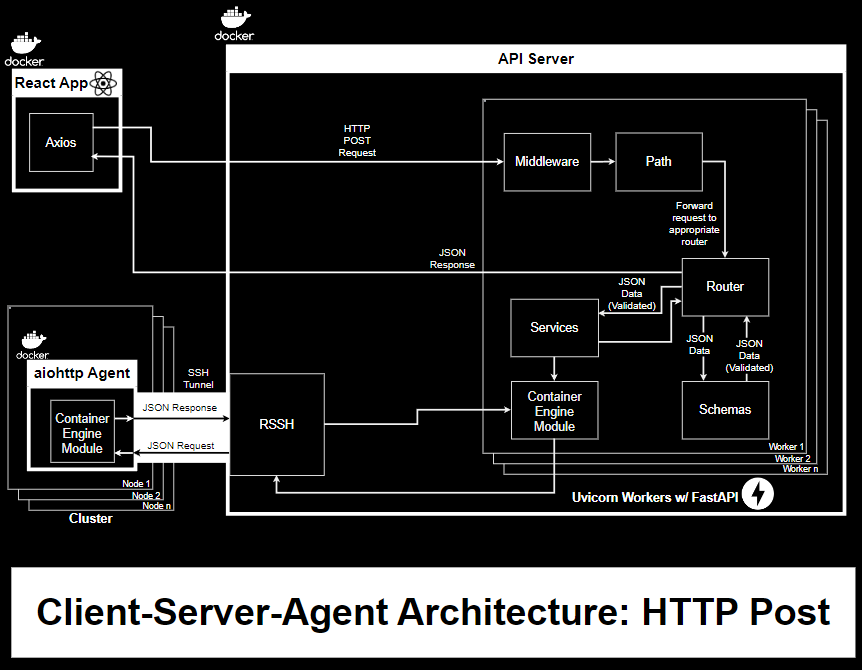 docker
docker
API Server
React App
Axios
HTTP
POST
Request
Middleware
Path
Forward
request to
appropriate
router
JSON
Response
Router
JSON
Data
(Validated)
Services
JSON
Data
JSON
Data
(Validated)
Schemas
Container
Engine
Module
docker
aiohttp Agent
SSH
Tunnel
JSON Response
Container
Engine
Module
JSON Request
RSSH
Worker 1
Worker 2
Worker n
Node 1
Node 2
Node n
Cluster
Uvicorn Workers w/ FastAPI
Client-Server-Agent Architecture: HTTP Post